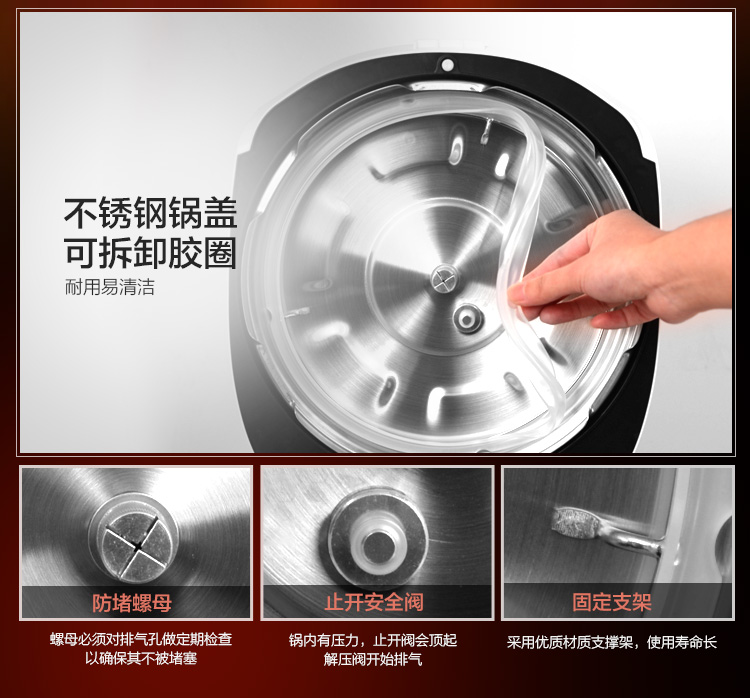 不锈钢锅盖
可拆卸胶圈
耐用易清洁
防堵螺母
止开安全阀
固定支架
螺母必须对排气孔做定期检查
以确保其不被堵塞
锅内有压力，止开阀会顶起
解压阀开始排气
采用优质材质支撑架，使用寿命长